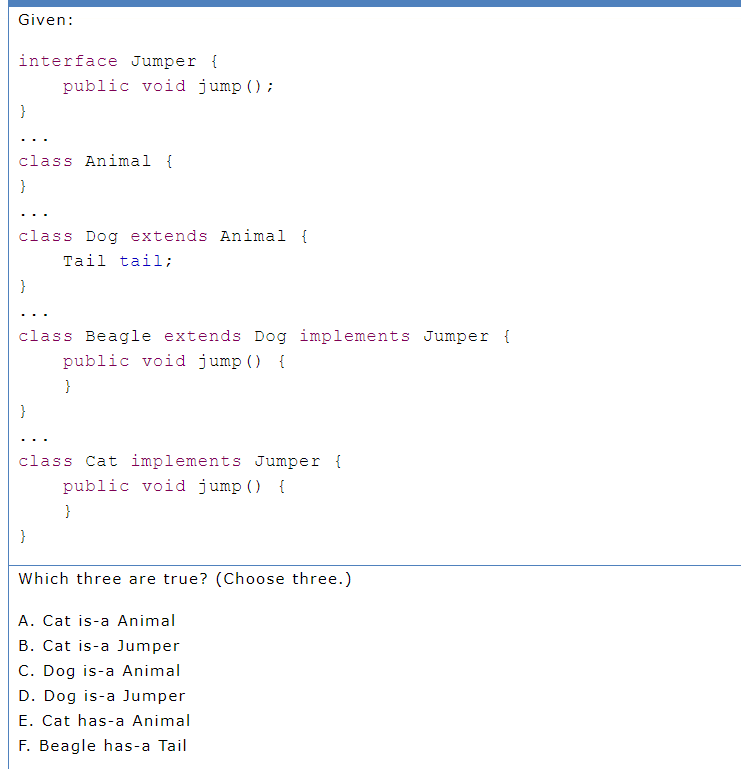 Given:
interface Jumper {
    public void jump();
}
...
class Animal {
}
...
class Dog extends Animal {
    Tail tail;
}
...
class Beagle extends Dog implements Jumper {
    public void jump() {
    }
}
...
class Cat implements Jumper {
    public void jump() {
    }
}
Which three are true? (Choose three.)
A. Cat is-a Animal
B. Cat is-a Jumper
C. Dog is-a Animal
D. Dog is-a Jumper
E. Cat has-a Animal
F. Beagle has-a Tail